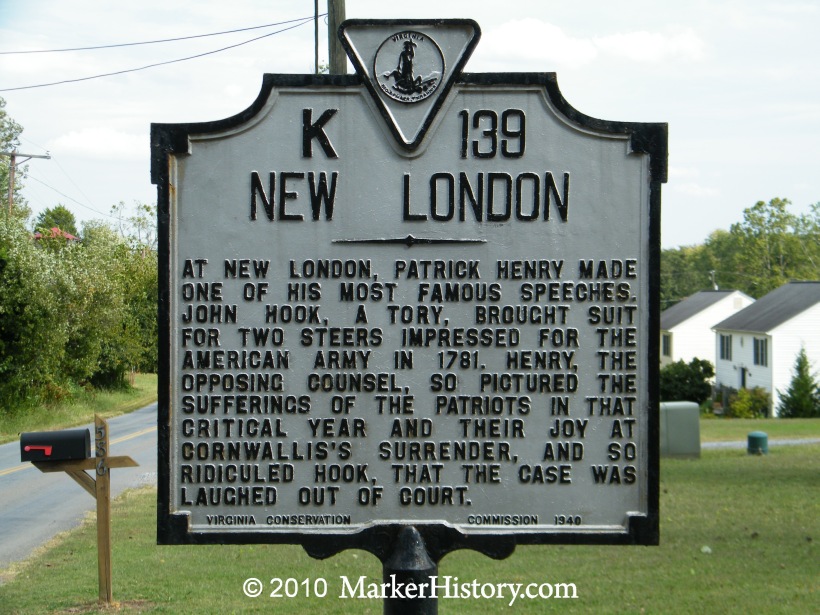 VIRGINIA
K 139
NEW LONDON
AT NEW LONDON, PATRICK HENRY MADE
ONE OF HIS MOST FAMOUS SPEECHES.
JOHN HOOK, A TORY, BROUGHT SUIT
FOR TWO STEERS IMPRESSED FOR THE
AMERICAN ARMY IN 1781. HENRY, THE
OPPOSING COUNSEL, SO PICTURED THE
SUFFERINGS OF THE PATRIOTS IN THAT
CRITICAL YEAR AND THEIR JOY AT
CORNWALLIS'S SURRENDER, AND SO
RIDICULED HOOK, THAT THE CASE WAS
LAUGHED OUT OF COURT.
VIRGINIA CONSERVATION COMMISSION 1940
© 2010 MarkerHistory.com